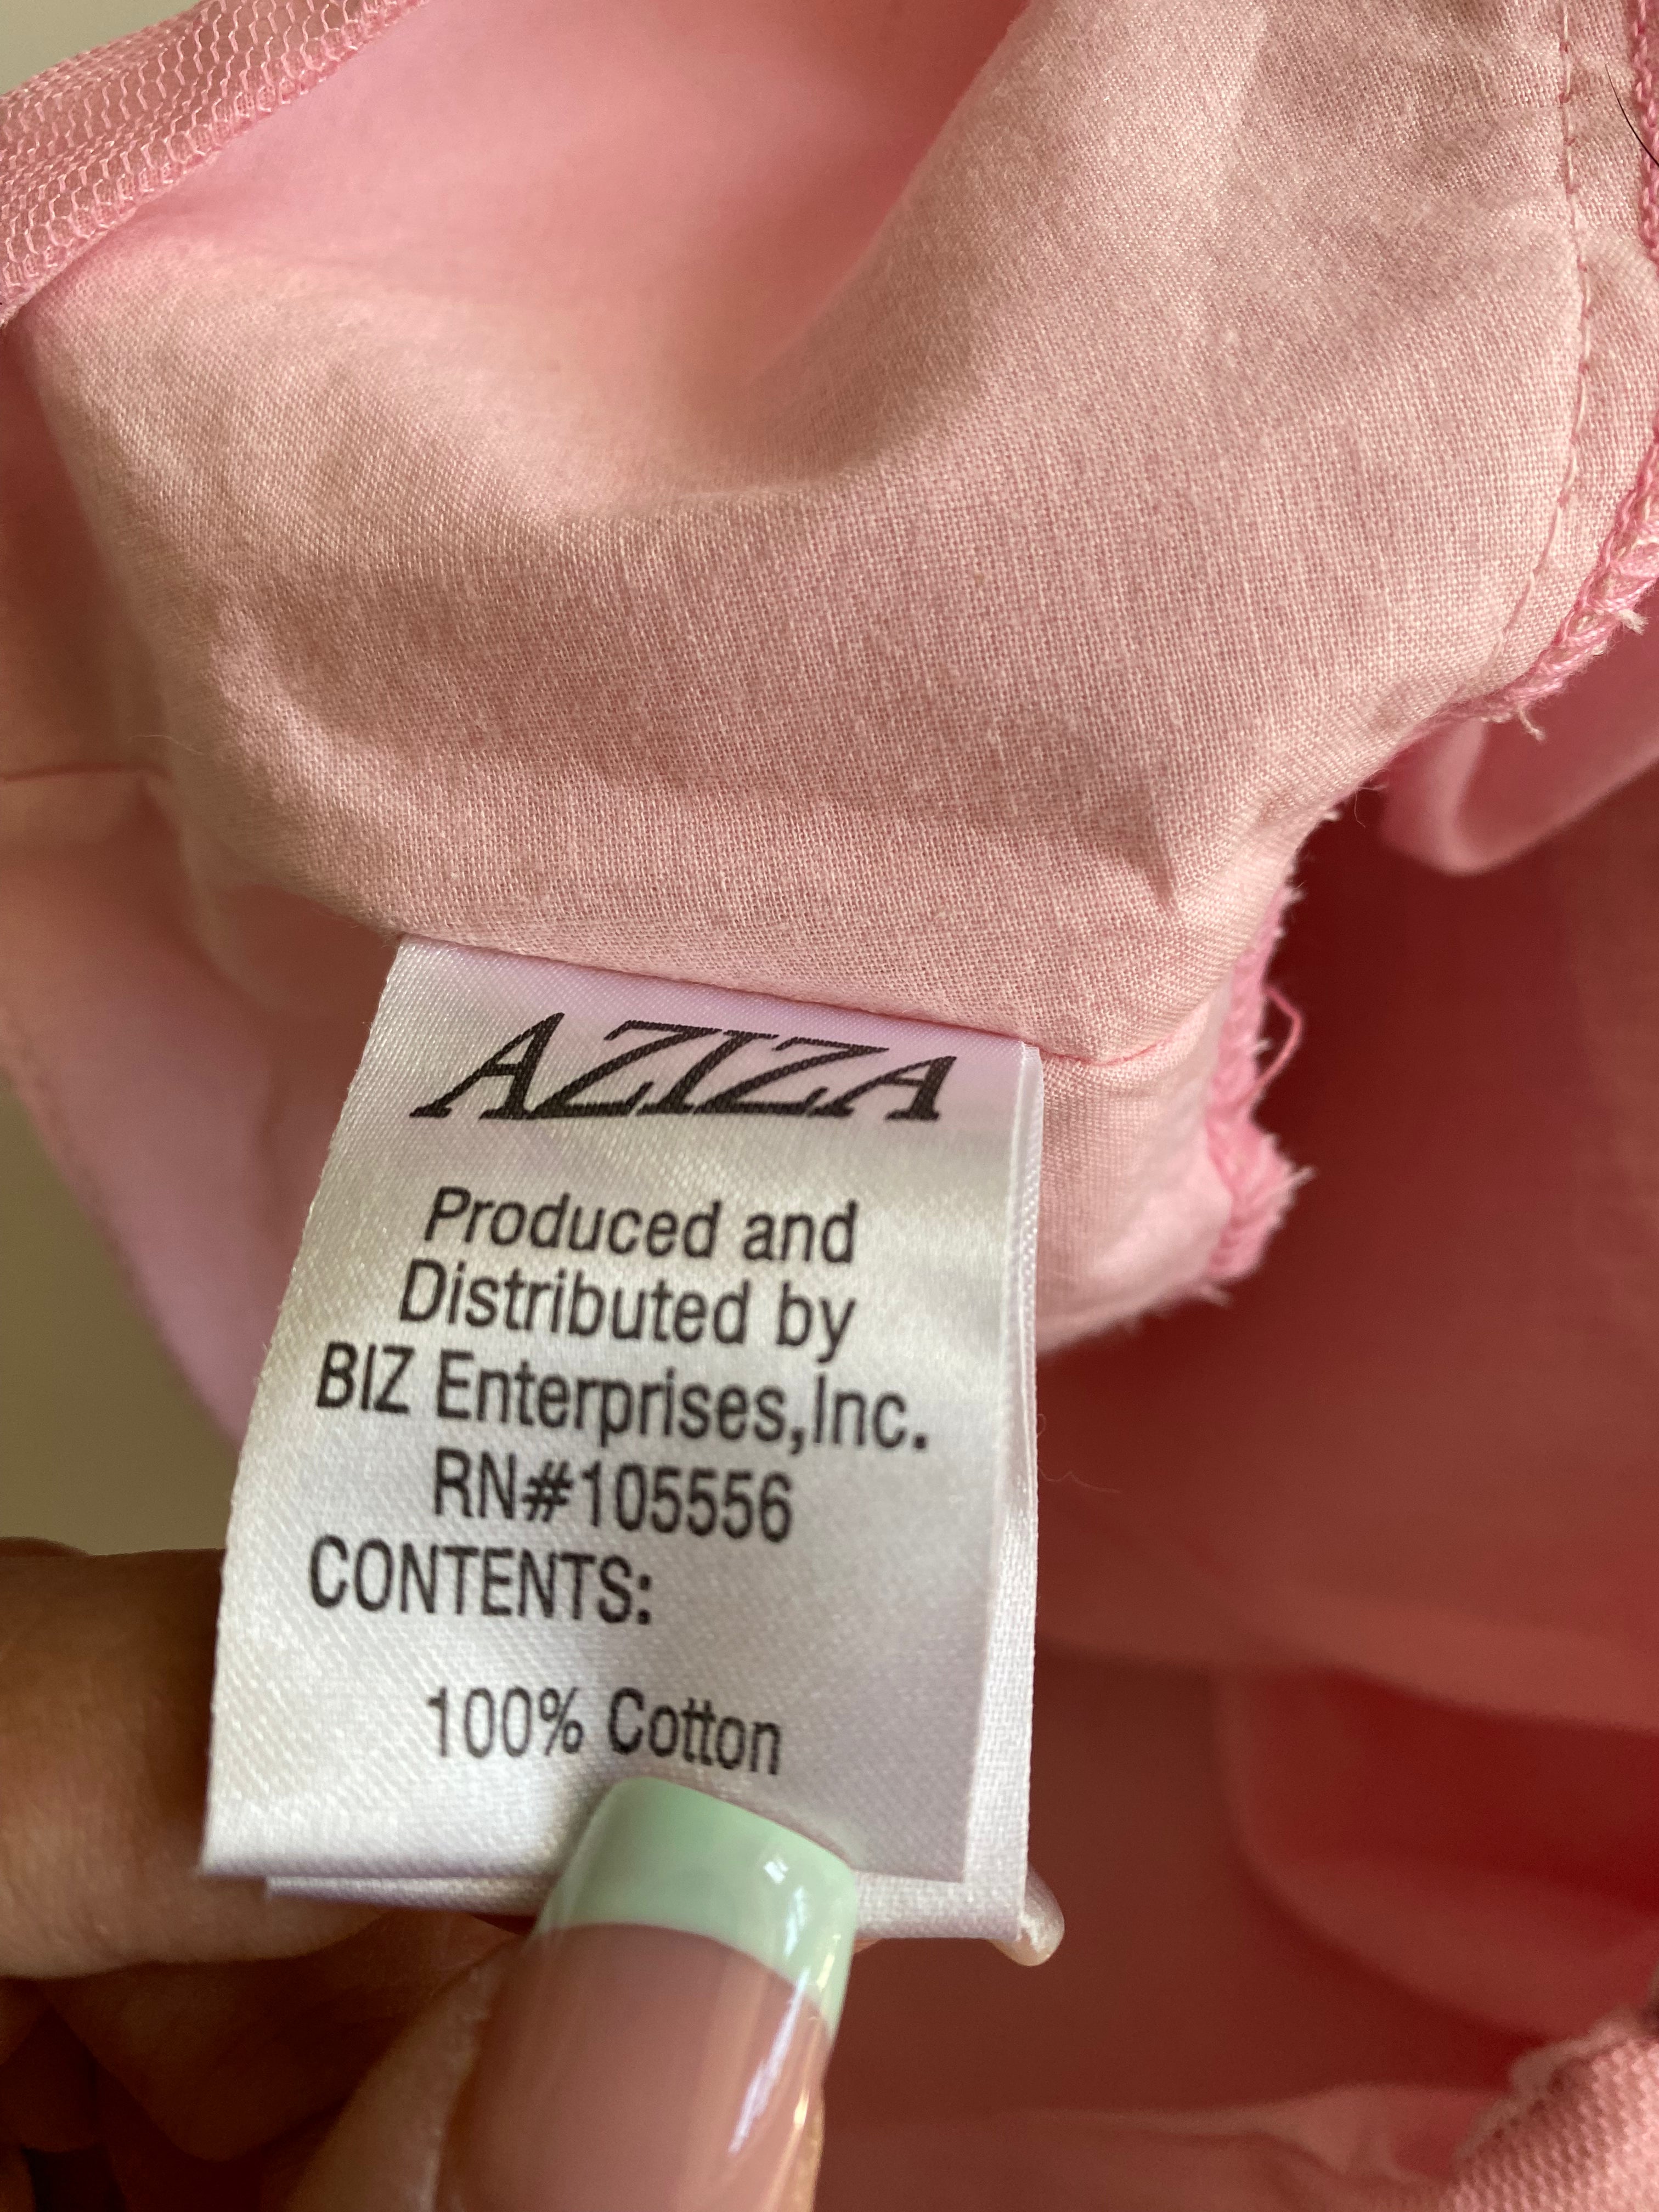 AZIZA
Produced and
Distributed by
BIZ Enterprises,Inc.
RN#105556
CONTENTS:
100% Cotton